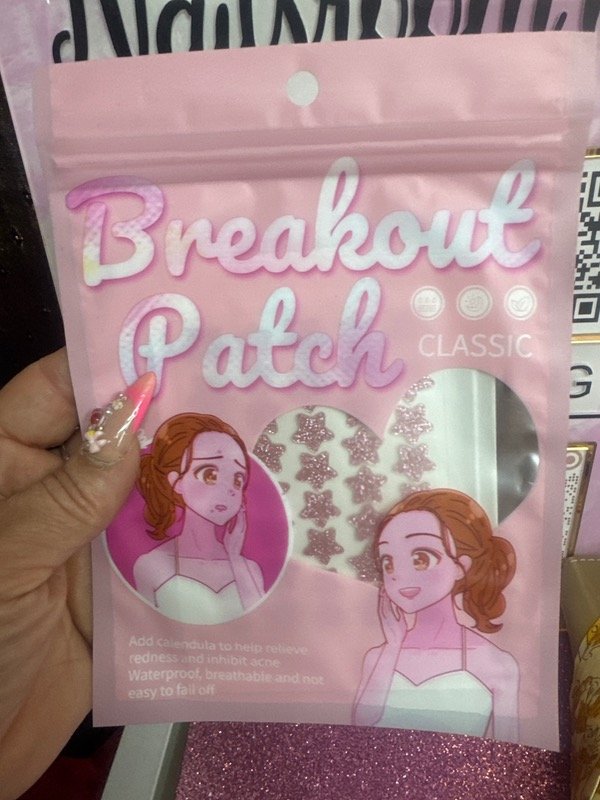 Breakout
Patch
CLASSIC
G
Add calendula to help relieve
redness and inhibit acne
Waterproof, breathable and not
easy to fall off